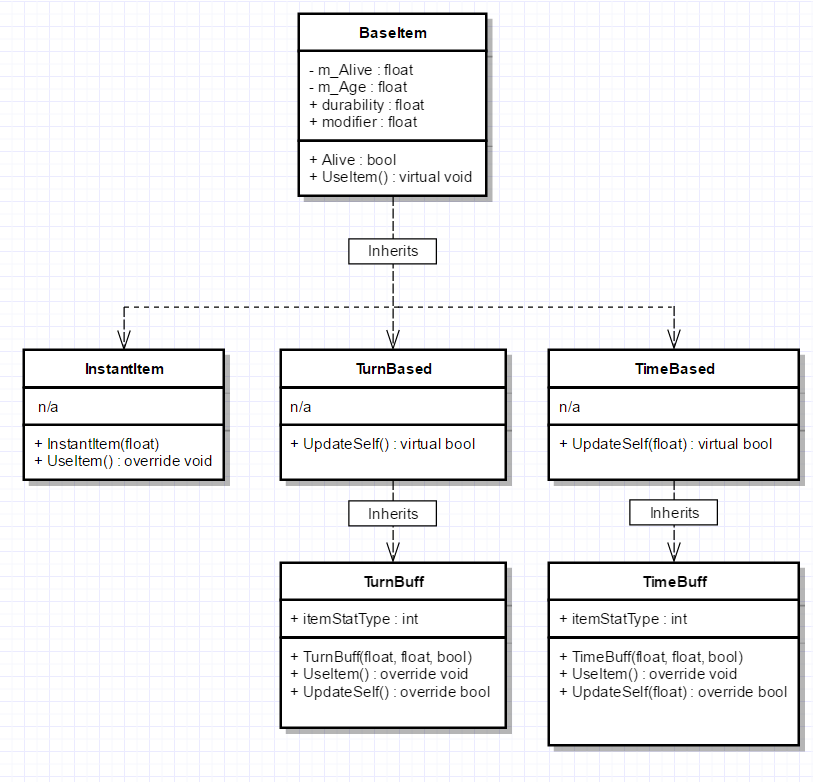 BaseItem
- m_Alive : float
- m_Age : float
+ durability : float
+ modifier : float
+ Alive : bool
+ UseItem() : virtual void
Inherits
InstantItem
n/a
+ InstantItem(float)
+ UseItem() : override void
TurnBased
n/a
+ UpdateSelf() : virtual bool
TimeBased
n/a
+ UpdateSelf(float) : virtual bool
Inherits
Inherits
TurnBuff
+ itemStatType : int
+ TurnBuff(float, float, bool)
+ UseItem() : override void
+ UpdateSelf() : override bool
TimeBuff
+ itemStatType : int
+ TimeBuff(float, float, bool)
+ UseItem() : override void
+ UpdateSelf(float) : override bool